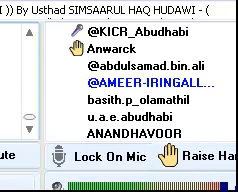 I )) By Usthad SIMSAARUL HAQ HUDAWI - (
@KICR_Abudhabi
Anwarck
@abdulsamad.bin.ali
@AMEER-IRINGALL...
basith.p_olamathil
u.a.e.abudhabi
ANANDHAVOOR
ute
Lock On Mic
Raise Han